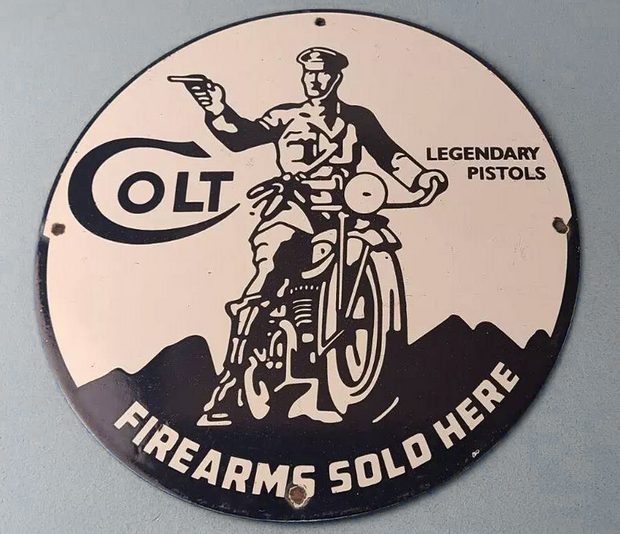 COLT
LEGENDARY
PISTOLS
FIREARMS SOLD HERE